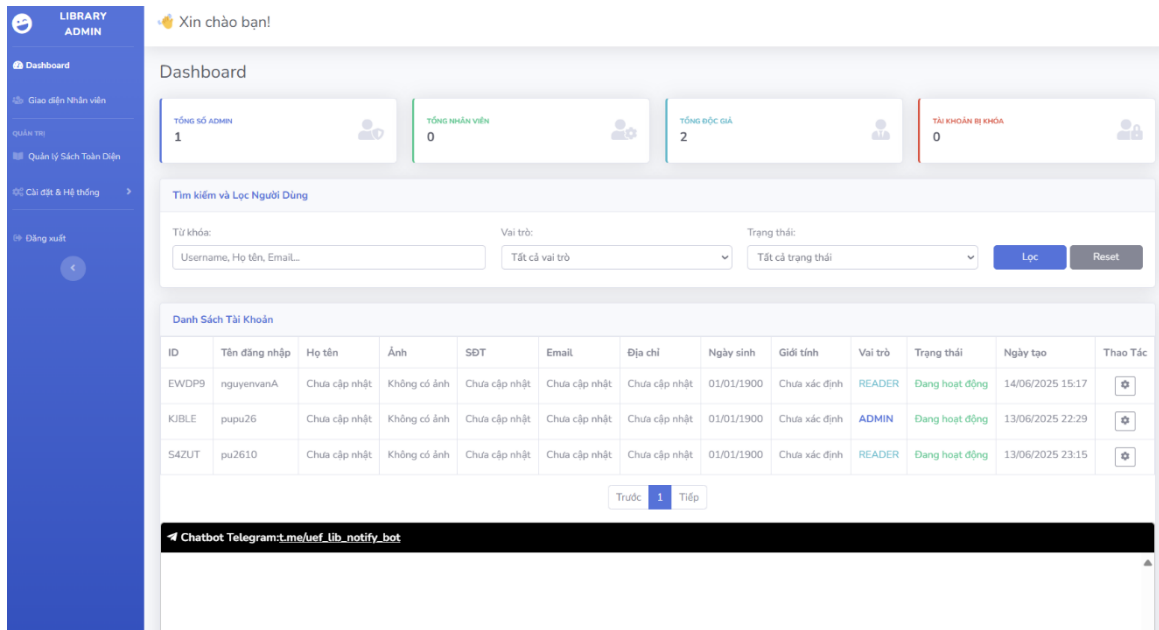 LIBRARY
ADMIN
Xin chào bạn!
Dashboard
Giao diện Nhân viên
QUẢN TRỊ
Quản lý Sách Toàn Diện
Cài đặt & Hệ thống
Đăng xuất
Dashboard
TỔNG SỐ ADMIN
1
TỔNG NHÂN VIÊN
0
TỔNG ĐỘC GIẢ
2
TÀI KHOẢN BỊ KHÓA
0
Tìm kiếm và Lọc Người Dùng
Từ khóa: Vai trò: Trạng thái:
Username, Họ tên, Email... Tất cả vai trò Tất cả trạng thái Lọc Reset
Danh Sách Tài Khoản
ID Tên đăng nhập Họ tên Ảnh SĐT Email Địa chỉ Ngày sinh Giới tính Vai trò Trạng thái Ngày tạo Thao Tác
EWDP9 nguyenvanA Chưa cập nhật Không có ảnh Chưa cập nhật Chưa cập nhật Chưa cập nhật 01/01/1900 Chưa xác định READER Đang hoạt động 14/06/2025 15:17
KJBLE pupu26 Chưa cập nhật Không có ảnh Chưa cập nhật Chưa cập nhật Chưa cập nhật 01/01/1900 Chưa xác định ADMIN Đang hoạt động 13/06/2025 22:29
S4ZUT pu2610 Chưa cập nhật Không có ảnh Chưa cập nhật Chưa cập nhật Chưa cập nhật 01/01/1900 Chưa xác định READER Đang hoạt động 13/06/2025 23:15
Trước 1 Tiếp
Chatbot Telegram:t.me/uef_lib_notify_bot